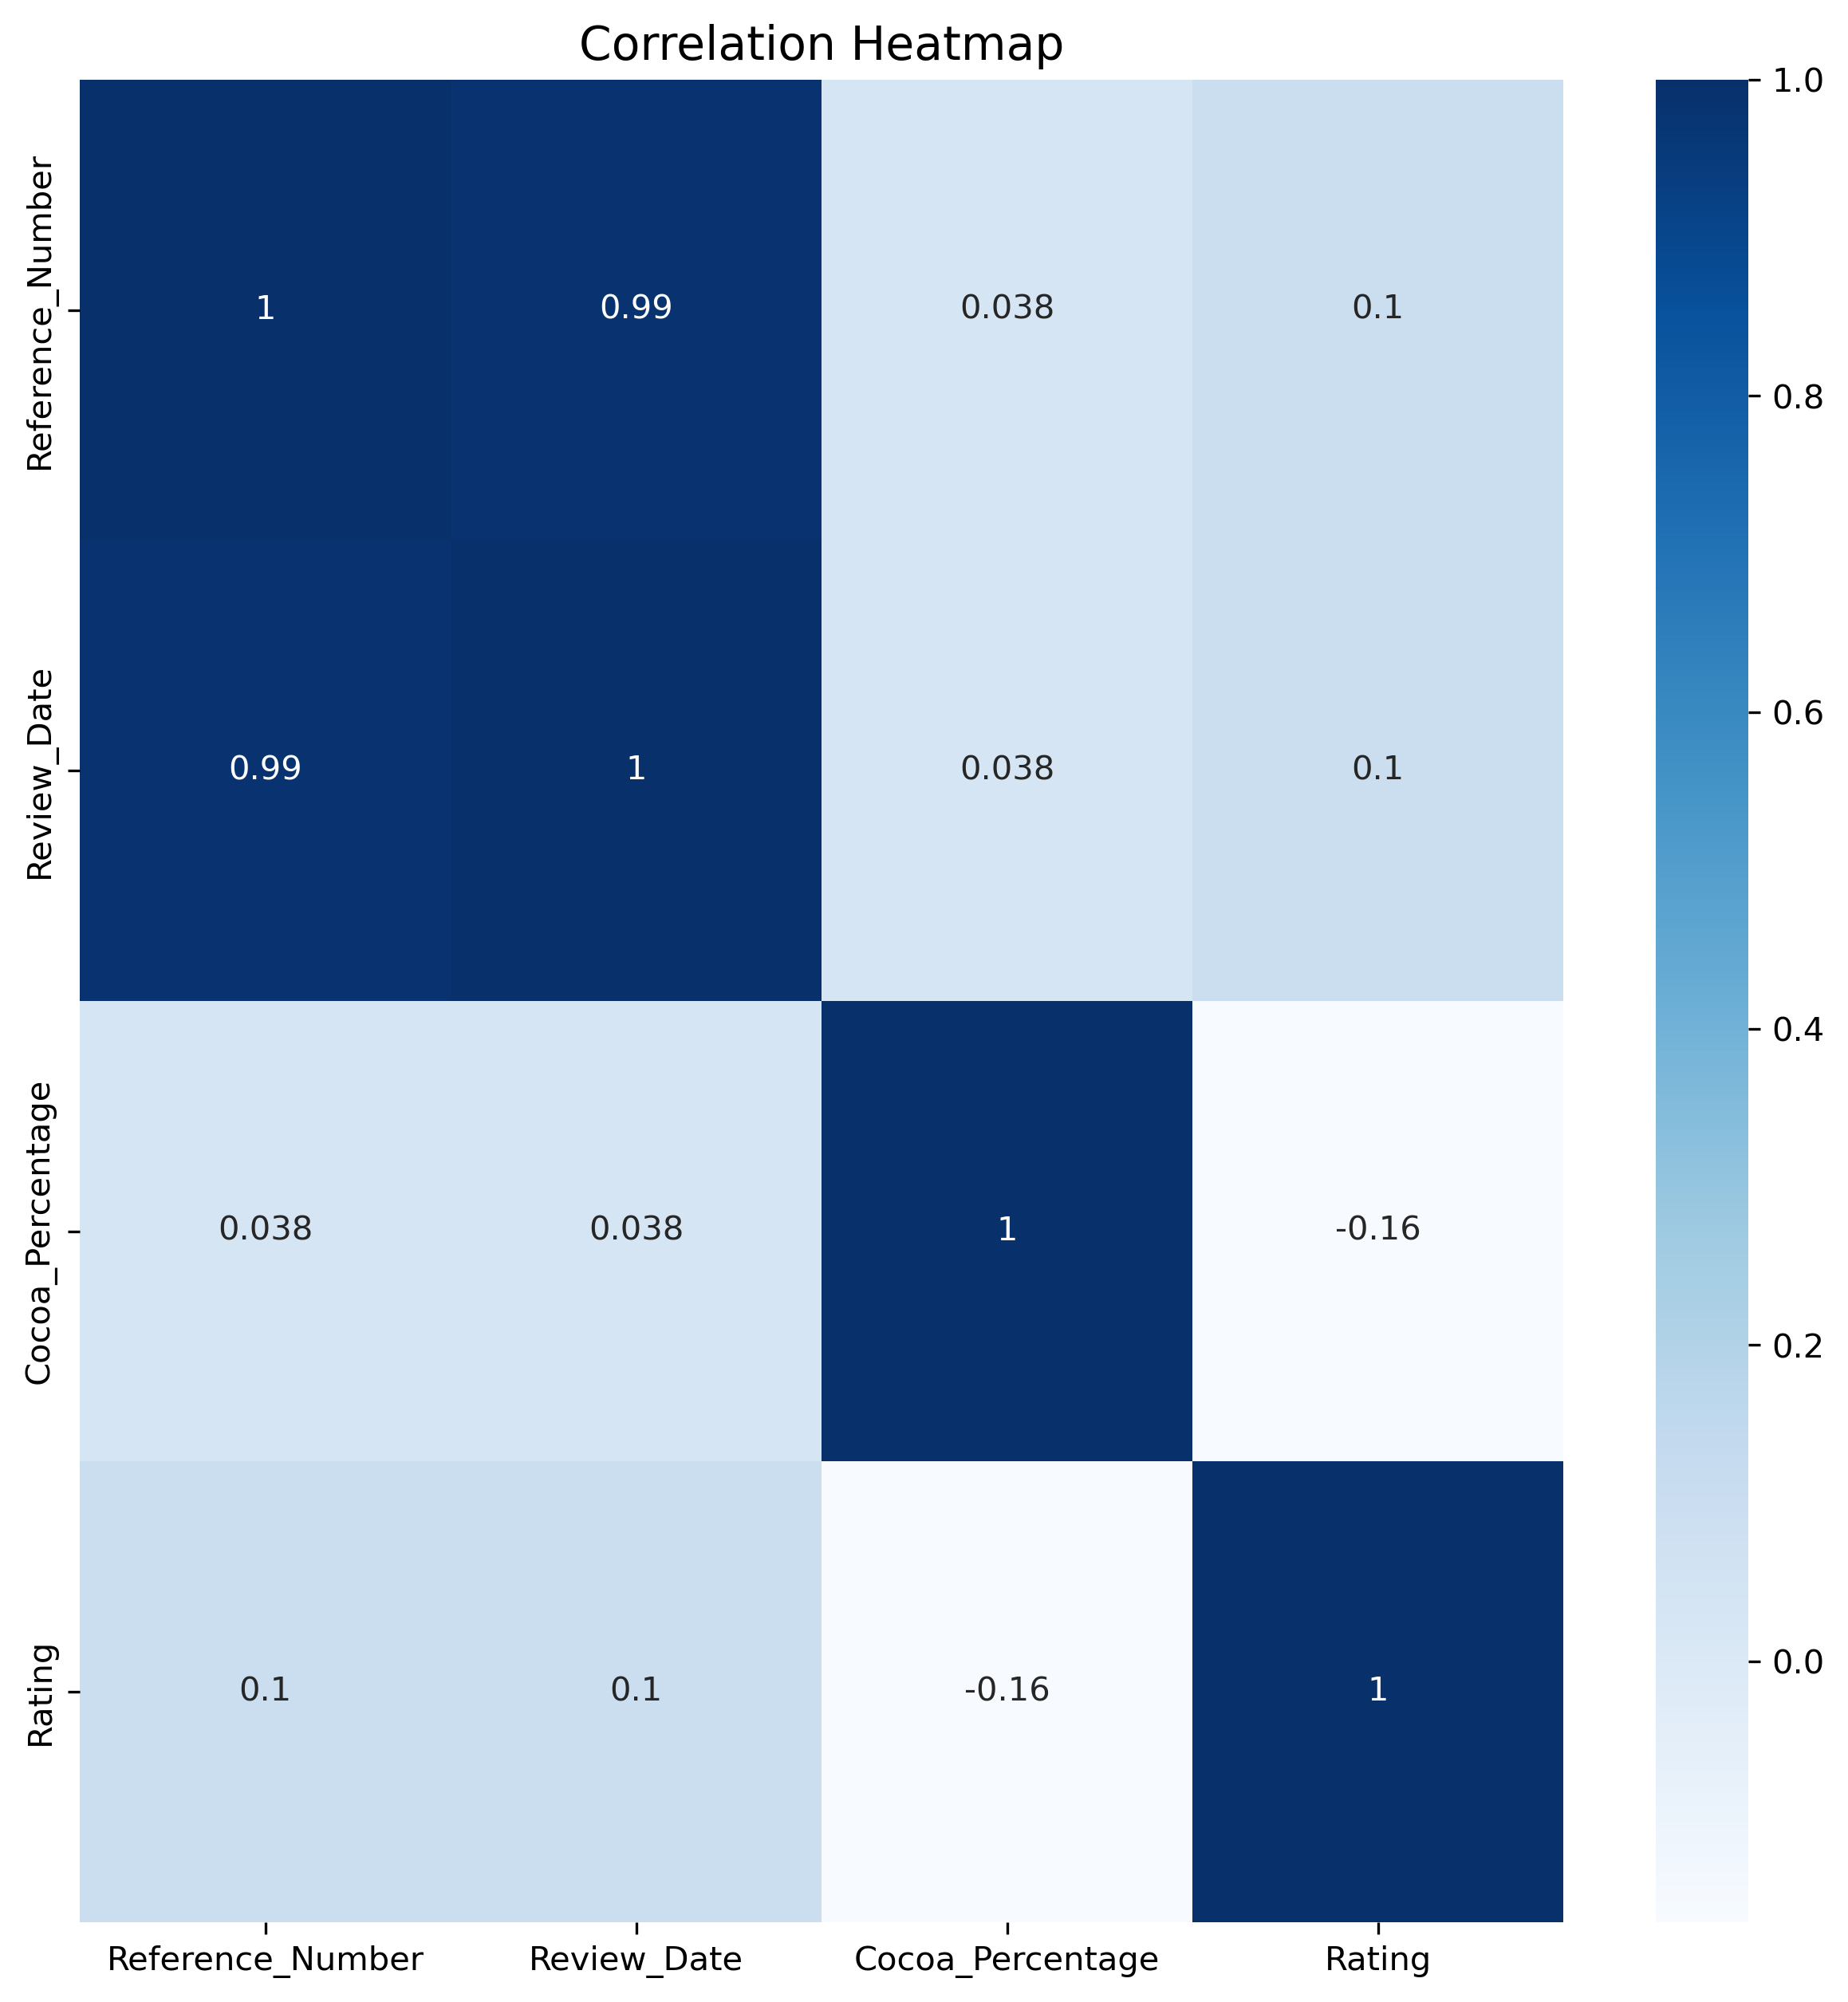 Correlation Heatmap
Reference_Number
1
0.99
0.038
0.1
Review_Date
0.99
1
0.038
0.1
Cocoa_Percentage
0.038
0.038
1
-0.16
Rating
0.1
0.1
-0.16
1
Reference_Number
Review_Date
Cocoa_Percentage
Rating
1.0
0.8
0.6
0.4
0.2
0.0